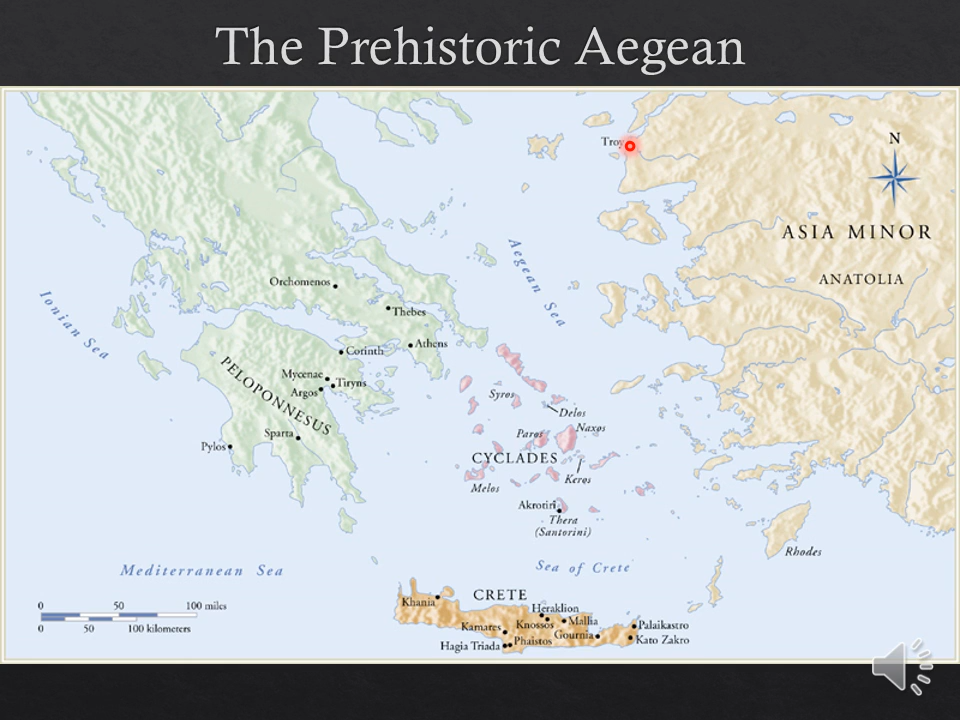 The Prehistoric Aegean
Troy
N
ASIA MINOR
ANATOLIA
Aegean Sea
Ionian Sea
Orchomenos
Thebes
Athens
Corinth
Mycenae
Tiryns
Argos
PELOPONNESUS
Sparta
Pylos
Syros
Delos
Naxos
Paros
CYCLADES
Keros
Melos
Akrotiri
Thera
(Santorini)
Rhodes
Mediterranean Sea
Sea of Crete
0 50 100 miles
0 50 100 kilometers
CRETE
Khania
Heraklion
Knossos
Mallia
Palaikastro
Kamares
Gournia
Kato Zakro
Hagia Triada
Phaistos